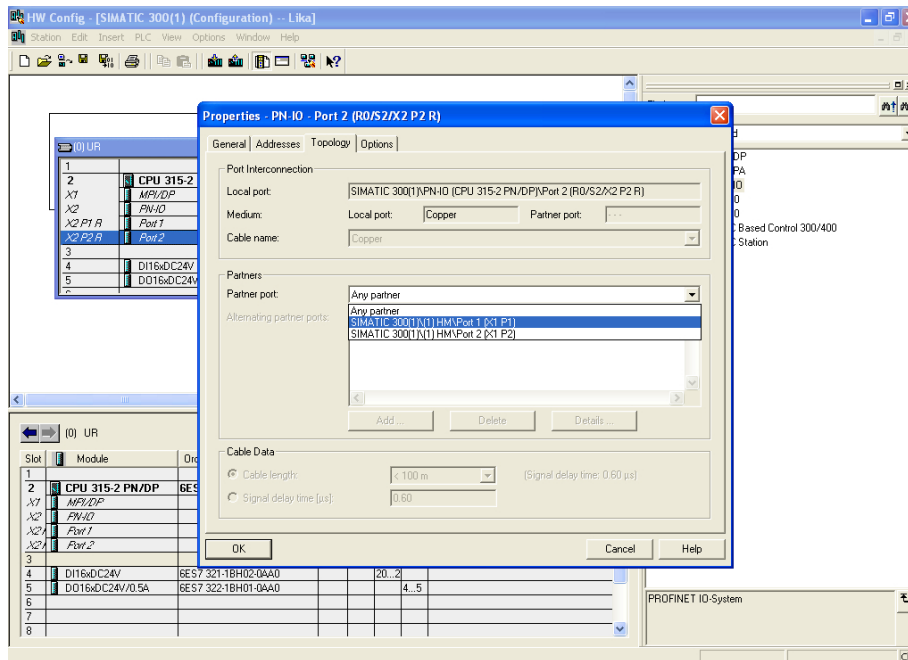 HW Config - [SIMATIC 300(1) (Configuration) -- Lika]
Station Edit Insert PLC View Options Window Help
Properties - PN-IO - Port 2 (R0/S2/X2 P2 R)
General Addresses Topology Options
Port Interconnection
Local port: SIMATIC 300(1)\PN-IO (CPU 315-2 PN/DP)\Port 2 (R0/S2/X2 P2 R)
Medium: Local port: Copper Partner port: - - -
Cable name: Copper
Partners
Partner port: Any partner
Any partner
Alternating partner ports: SIMATIC 300(1)\(1) HM\Port 1 (X1 P1)
SIMATIC 300(1)\(1) HM\Port 2 (X1 P2)
Add ... Delete Details ...
Cable Data
Cable length: < 100 m (Signal delay time: 0.60 µs)
Signal delay time [µs]: 0.60
OK Cancel Help
(0) UR
1
2 CPU 315-2
X1 MPI/DP
X2 PN-IO
X2 P1 R Port 1
X2 P2 R Port 2
3
4 DI16xDC24V
5 DO16xDC24V
DP
PA
IO
Based Control 300/400
Station
(0) UR
Slot Module
1
2 CPU 315-2 PN/DP 6ES
X1 MPI/DP
X2 PN-IO
X2 Port 1
X2 Port 2
3
4 DI16xDC24V 6ES7 321-1BH02-0AA0 20...2
5 DO16xDC24V/0.5A 6ES7 322-1BH01-0AA0 4...5
6
7
8
PROFINET IO-System